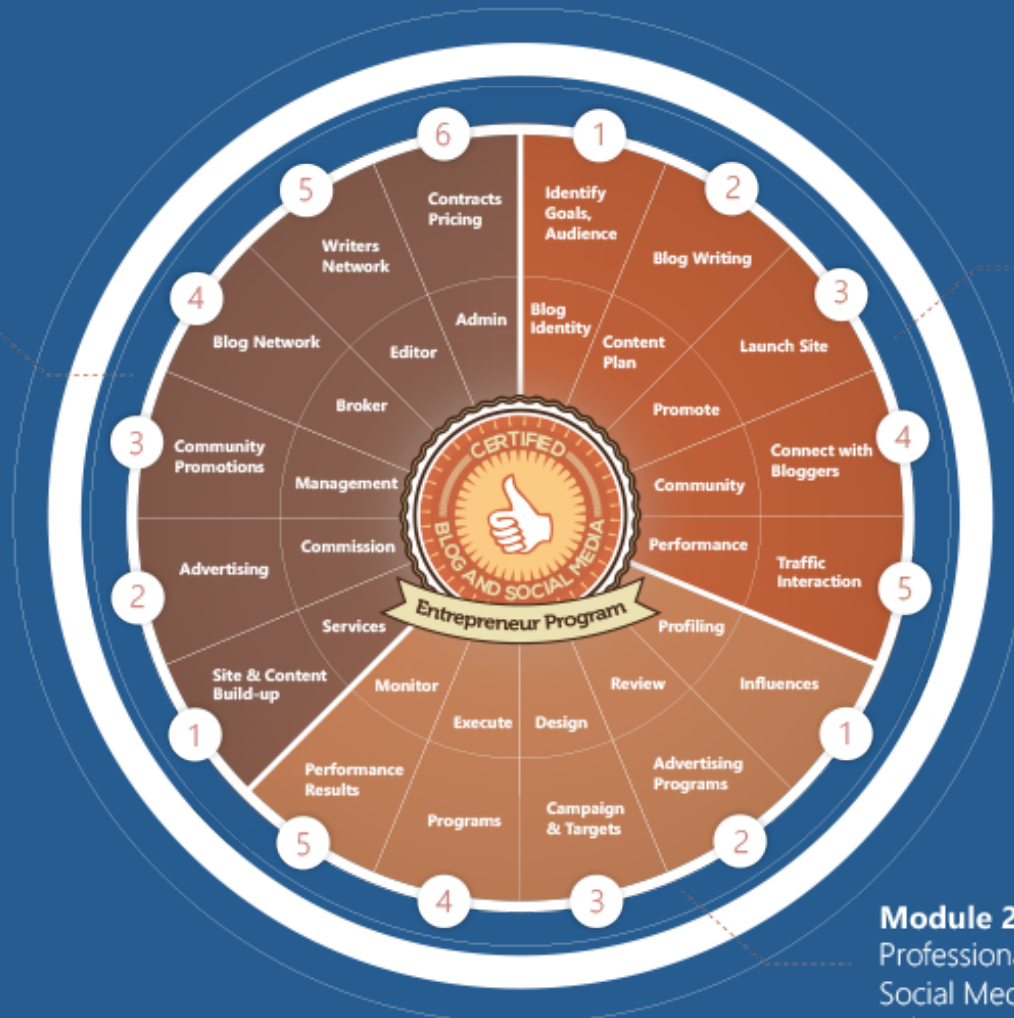 1
Identify
Goals,
Audience
Blog
Identity
2
Blog Writing
Content
Plan
3
Launch Site
Promote
4
Connect with
Bloggers
Community
5
Traffic
Interaction
Performance
1
Influences
Profiling
2
Advertising
Programs
Review
3
Campaign
& Targets
Design
4
Programs
Execute
5
Performance
Results
Monitor
1
Site & Content
Build-up
Services
2
Advertising
Commission
3
Community
Promotions
Management
4
Blog Network
Broker
5
Writers
Network
Editor
6
Contracts
Pricing
Admin
CERTIFIED
BLOG AND SOCIAL MEDIA
Entrepreneur Program
Module 2
Professiona
Social Med